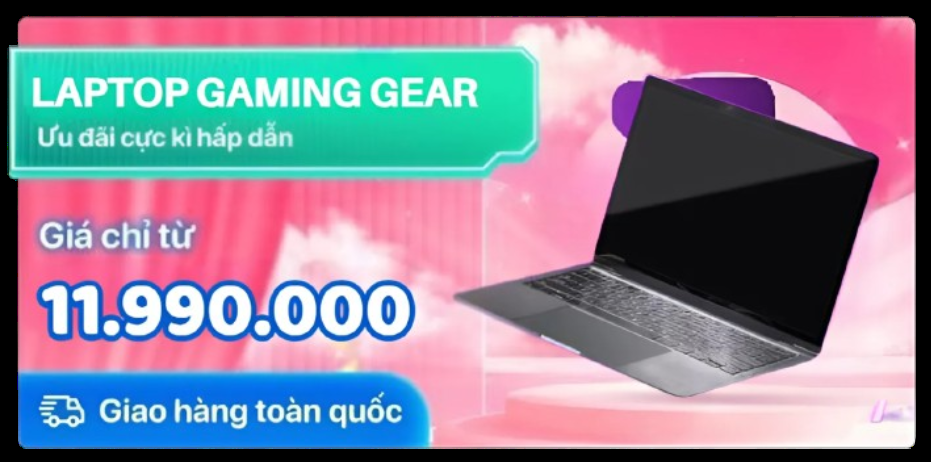 LAPTOP GAMING GEAR
Ưu đãi cực kì hấp dẫn
Giá chỉ từ
11.990.000
Giao hàng toàn quốc